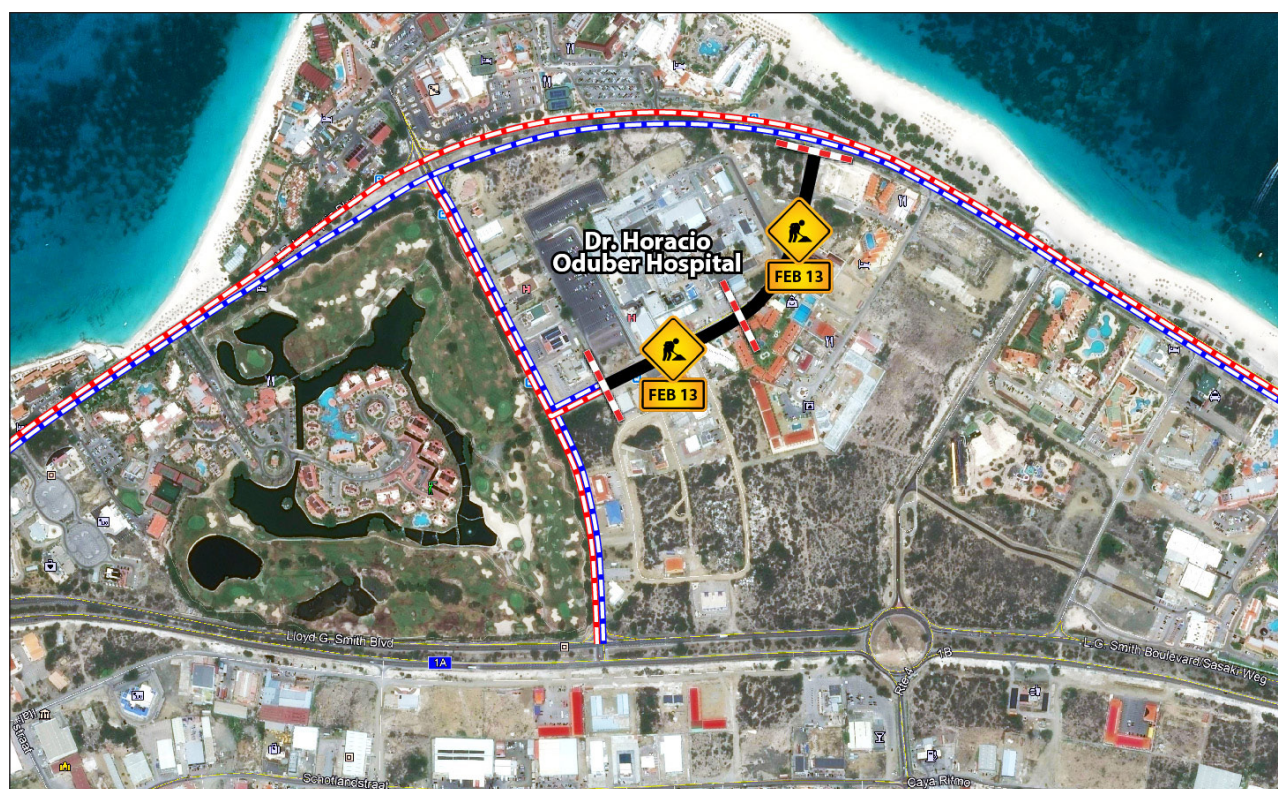 Dr. Horacio
Oduber Hospital
FEB 13
FEB 13
Lloyd G. Smith Blvd
1A
L.G. Smith Boulevard/Sasaki Weg
1B
Schotlandstraat
Caya Ritmo